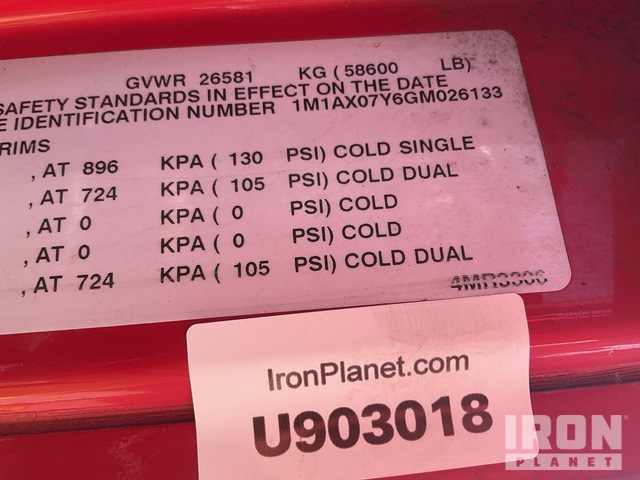 GVWR 26581 KG ( 58600 LB)
SAFETY STANDARDS IN EFFECT ON THE DATE
E IDENTIFICATION NUMBER 1M1AX07Y6GM026133
RIMS
, AT 896 KPA ( 130 PSI) COLD SINGLE
, AT 724 KPA ( 105 PSI) COLD DUAL
, AT 0 KPA ( 0 PSI) COLD
, AT 0 KPA ( 0 PSI) COLD
, AT 724 KPA ( 105 PSI) COLD DUAL
4MR3306
IronPlanet.com
U903018
IRON
PLANET